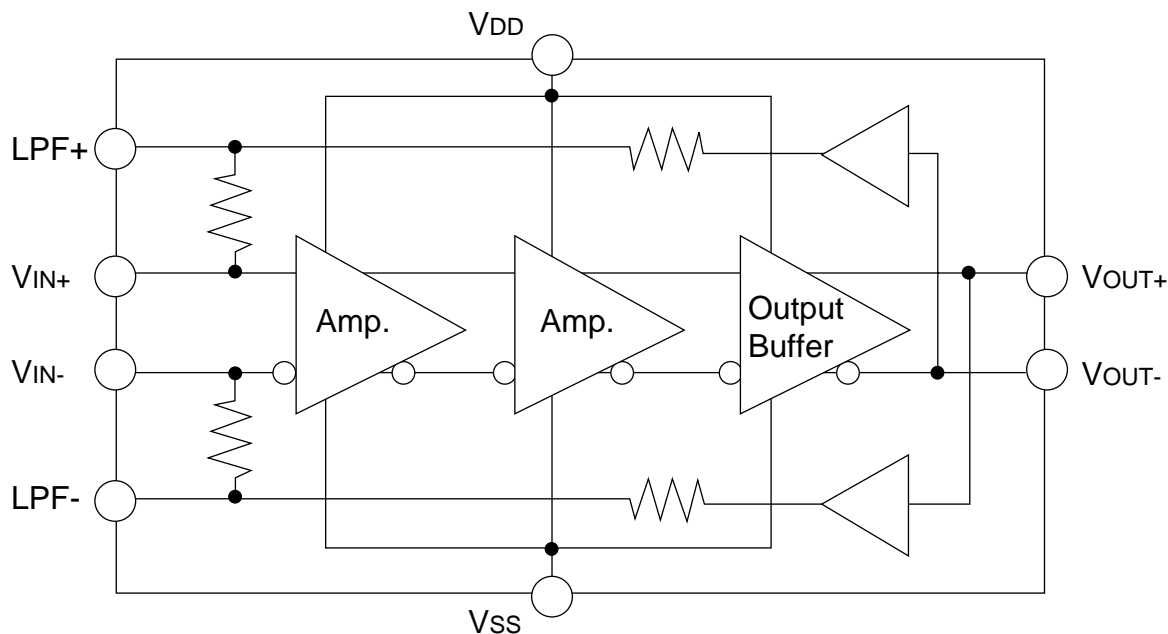 VDD
LPF+
VIN+
VIN-
LPF-
Amp.
Amp.
Output
Buffer
VOUT+
VOUT-
VSS